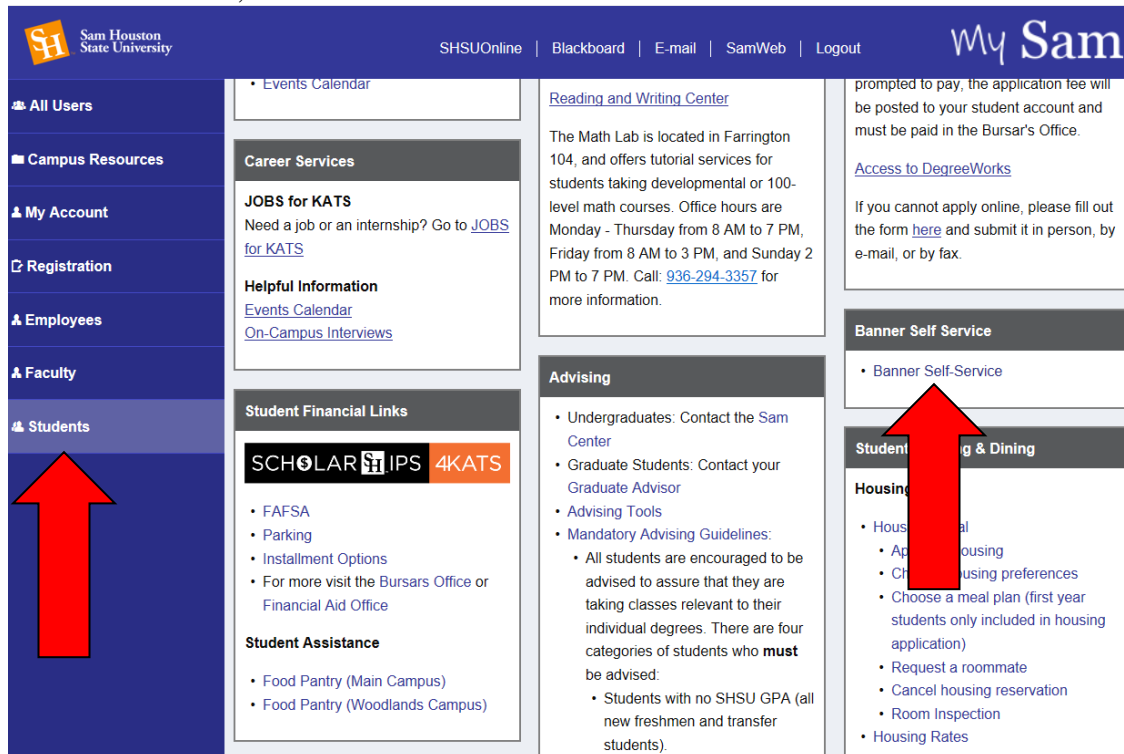 Sam Houston
State University
SHSUOnline | Blackboard | E-mail | SamWeb | Logout
My Sam
All Users
Campus Resources
My Account
Registration
Employees
Faculty
Students
• Events Calendar
Career Services
JOBS for KATS
Need a job or an internship? Go to JOBS
for KATS
Helpful Information
Events Calendar
On-Campus Interviews
Student Financial Links
SCHOLARSHIPS 4KATS
• FAFSA
• Parking
• Installment Options
• For more visit the Bursars Office or
Financial Aid Office
Student Assistance
• Food Pantry (Main Campus)
• Food Pantry (Woodlands Campus)
Reading and Writing Center
The Math Lab is located in Farrington
104, and offers tutorial services for
students taking developmental or 100-
level math courses. Office hours are
Monday - Thursday from 8 AM to 7 PM,
Friday from 8 AM to 3 PM, and Sunday 2
PM to 7 PM. Call: 936-294-3357 for
more information.
Advising
• Undergraduates: Contact the Sam
Center
• Graduate Students: Contact your
Graduate Advisor
• Advising Tools
• Mandatory Advising Guidelines:
• All students are encouraged to be
advised to assure that they are
taking classes relevant to their
individual degrees. There are four
categories of students who must
be advised:
• Students with no SHSU GPA (all
new freshmen and transfer
students).
prompted to pay, the application fee will
be posted to your student account and
must be paid in the Bursar's Office.
Access to DegreeWorks
If you cannot apply online, please fill out
the form here and submit it in person, by
e-mail, or by fax.
Banner Self Service
• Banner Self-Service
Student & Dining
Housing
•
•
• housing preferences
• Choose a meal plan (first year
students only included in housing
application)
• Request a roommate
• Cancel housing reservation
• Room Inspection
• Housing Rates